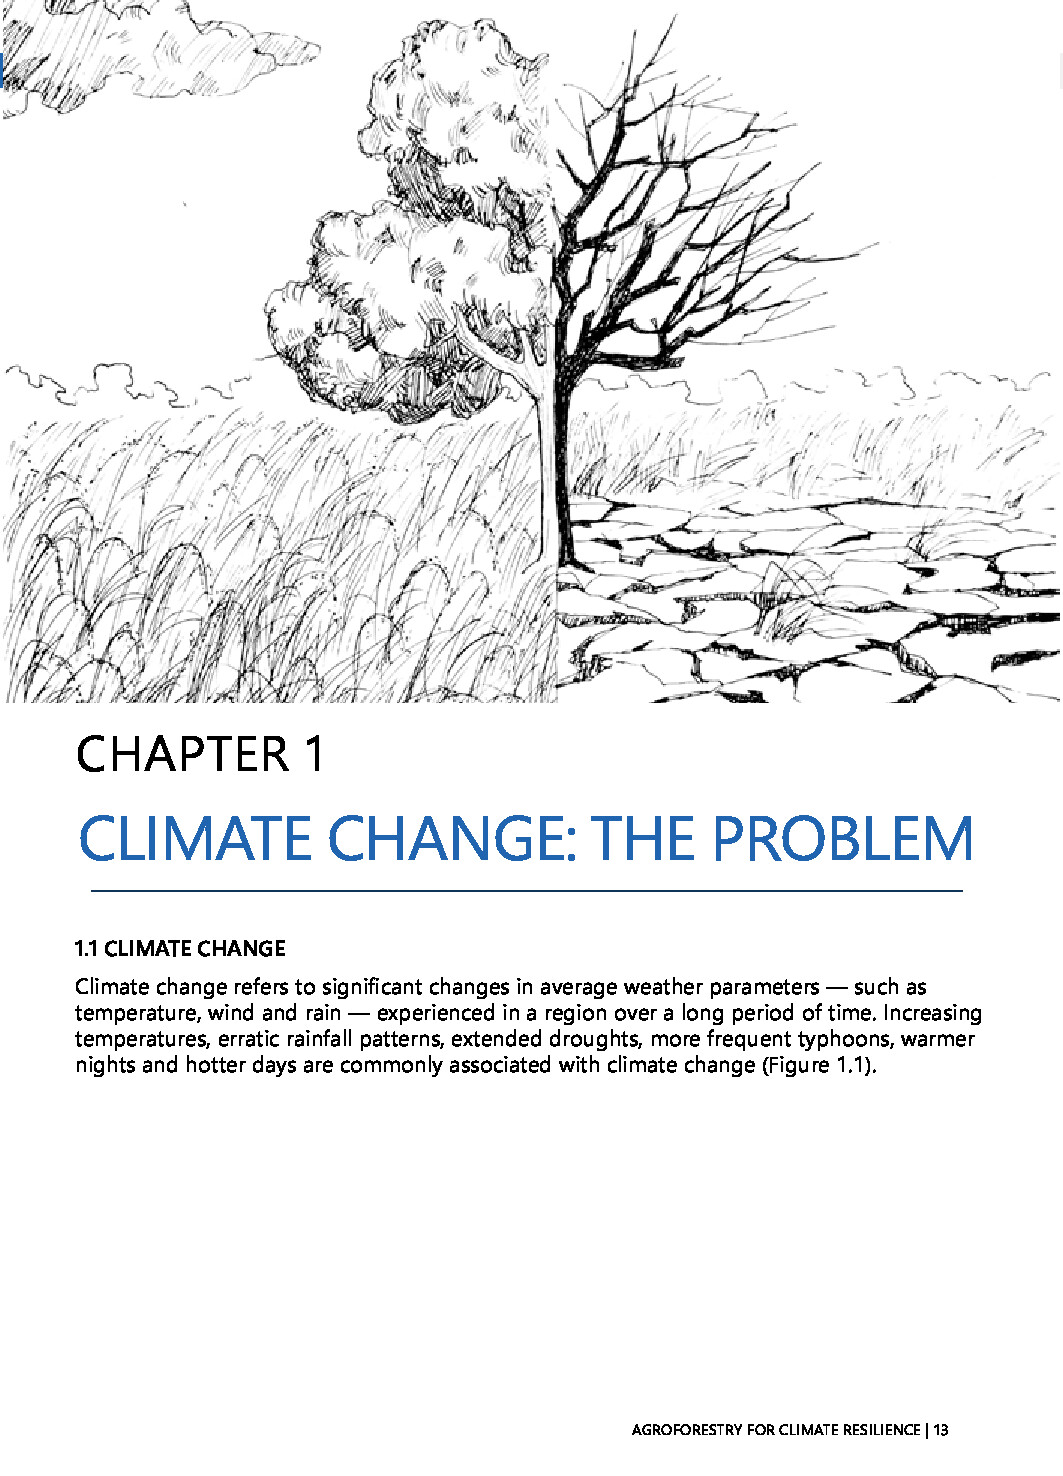 CHAPTER 1
CLIMATE CHANGE: THE PROBLEM
1.1 CLIMATE CHANGE
Climate change refers to significant changes in average weather parameters — such as
temperature, wind and rain — experienced in a region over a long period of time. Increasing
temperatures, erratic rainfall patterns, extended droughts, more frequent typhoons, warmer
nights and hotter days are commonly associated with climate change (Figure 1.1).
AGROFORESTRY FOR CLIMATE RESILIENCE | 13